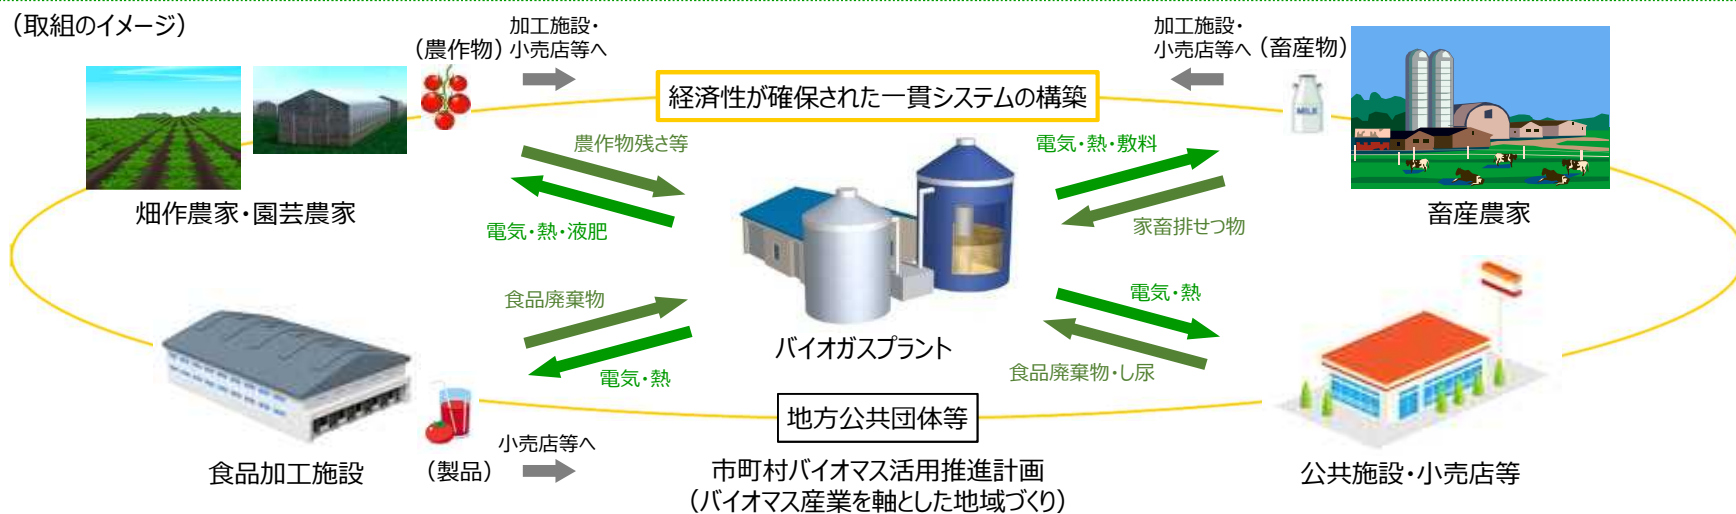 （取組のイメージ）
（農作物）
加工施設・
小売店等へ
加工施設・
小売店等へ
（畜産物）
経済性が確保された一貫システムの構築
MILK
農作物残さ等
電気・熱・敷料
畑作農家・園芸農家
電気・熱・液肥
家畜排せつ物
畜産農家
食品廃棄物
電気・熱
バイオガスプラント
電気・熱
食品廃棄物・し尿
地方公共団体等
小売店等へ
食品加工施設
（製品）
市町村バイオマス活用推進計画
（バイオマス産業を軸とした地域づくり）
公共施設・小売店等